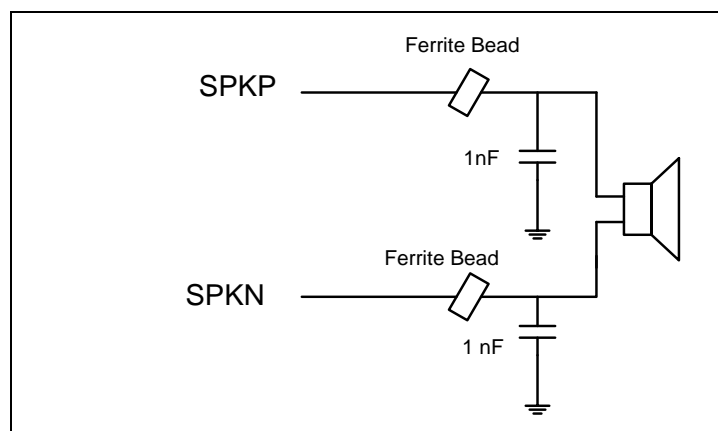 Ferrite Bead
SPKP
1nF
Ferrite Bead
SPKN
1 nF